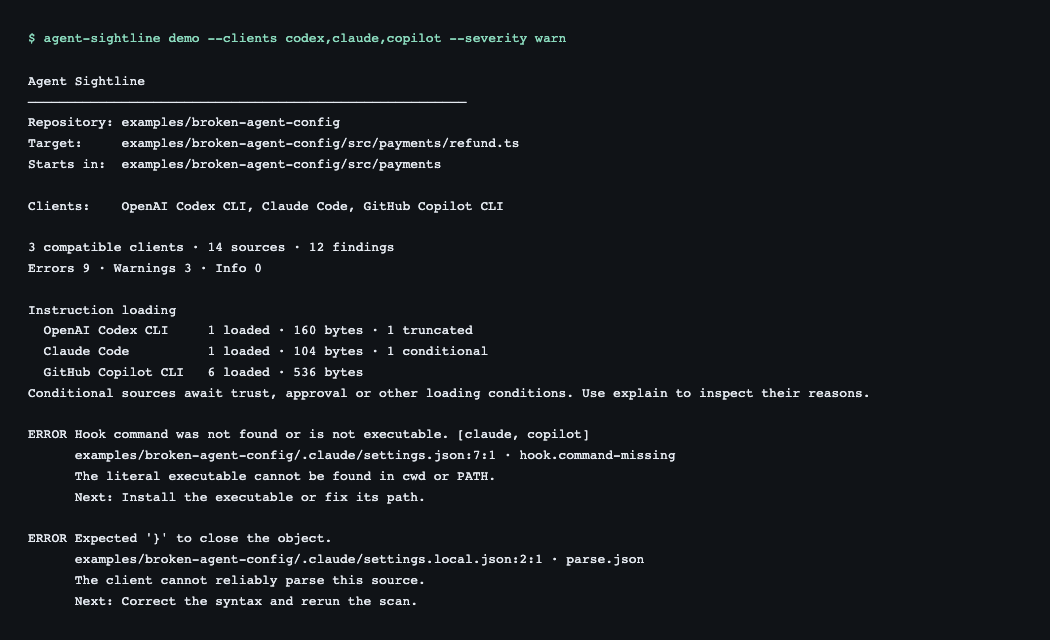 $ agent-sightline demo --clients codex,claude,copilot --severity warn
Agent Sightline
Repository: examples/broken-agent-config
Target:     examples/broken-agent-config/src/payments/refund.ts
Starts in:  examples/broken-agent-config/src/payments
Clients:    OpenAI Codex CLI, Claude Code, GitHub Copilot CLI
3 compatible clients · 14 sources · 12 findings
Errors 9 · Warnings 3 · Info 0
Instruction loading
  OpenAI Codex CLI     1 loaded · 160 bytes · 1 truncated
  Claude Code          1 loaded · 104 bytes · 1 conditional
  GitHub Copilot CLI   6 loaded · 536 bytes
Conditional sources await trust, approval or other loading conditions. Use explain to inspect their reasons.
ERROR Hook command was not found or is not executable. [claude, copilot]
      examples/broken-agent-config/.claude/settings.json:7:1 · hook.command-missing
      The literal executable cannot be found in cwd or PATH.
      Next: Install the executable or fix its path.
ERROR Expected '}' to close the object.
      examples/broken-agent-config/.claude/settings.local.json:2:1 · parse.json
      The client cannot reliably parse this source.
      Next: Correct the syntax and rerun the scan.